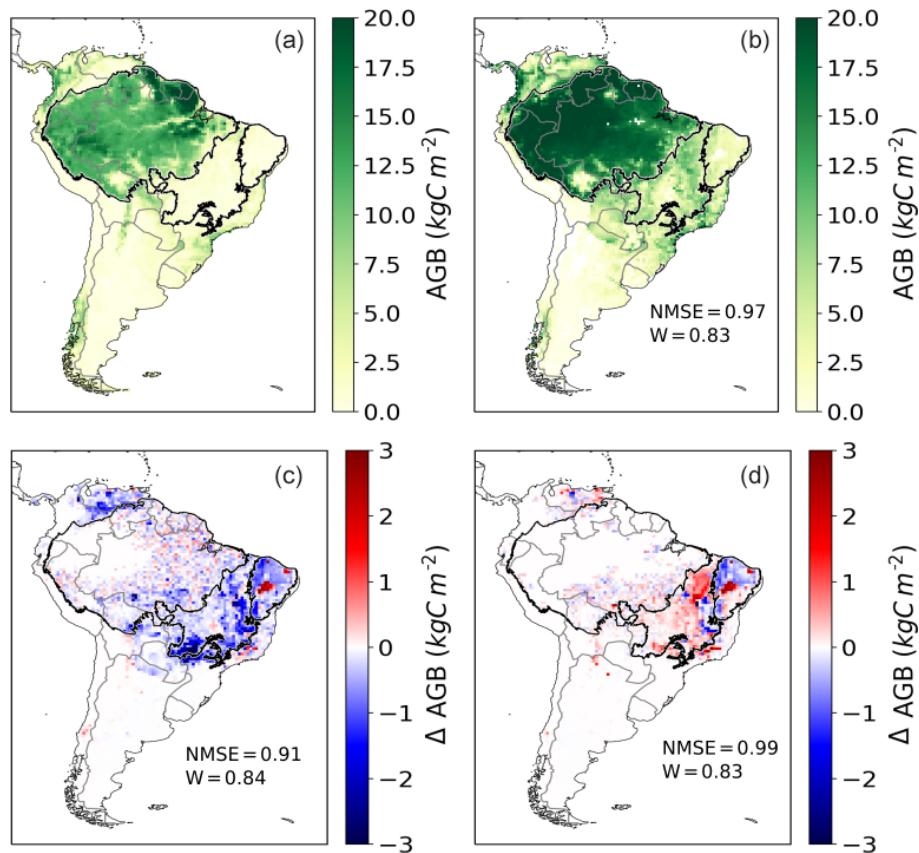 (a)
20.0
17.5
15.0
12.5
10.0
7.5
5.0
2.5
0.0
AGB (kgC m⁻²)
(b)
NMSE = 0.97
W = 0.83
20.0
17.5
15.0
12.5
10.0
7.5
5.0
2.5
0.0
AGB (kgC m⁻²)
(c)
NMSE = 0.91
W = 0.84
3
2
1
0
−1
−2
−3
Δ AGB (kgC m⁻²)
(d)
NMSE = 0.99
W = 0.83
3
2
1
0
−1
−2
−3
Δ AGB (kgC m⁻²)